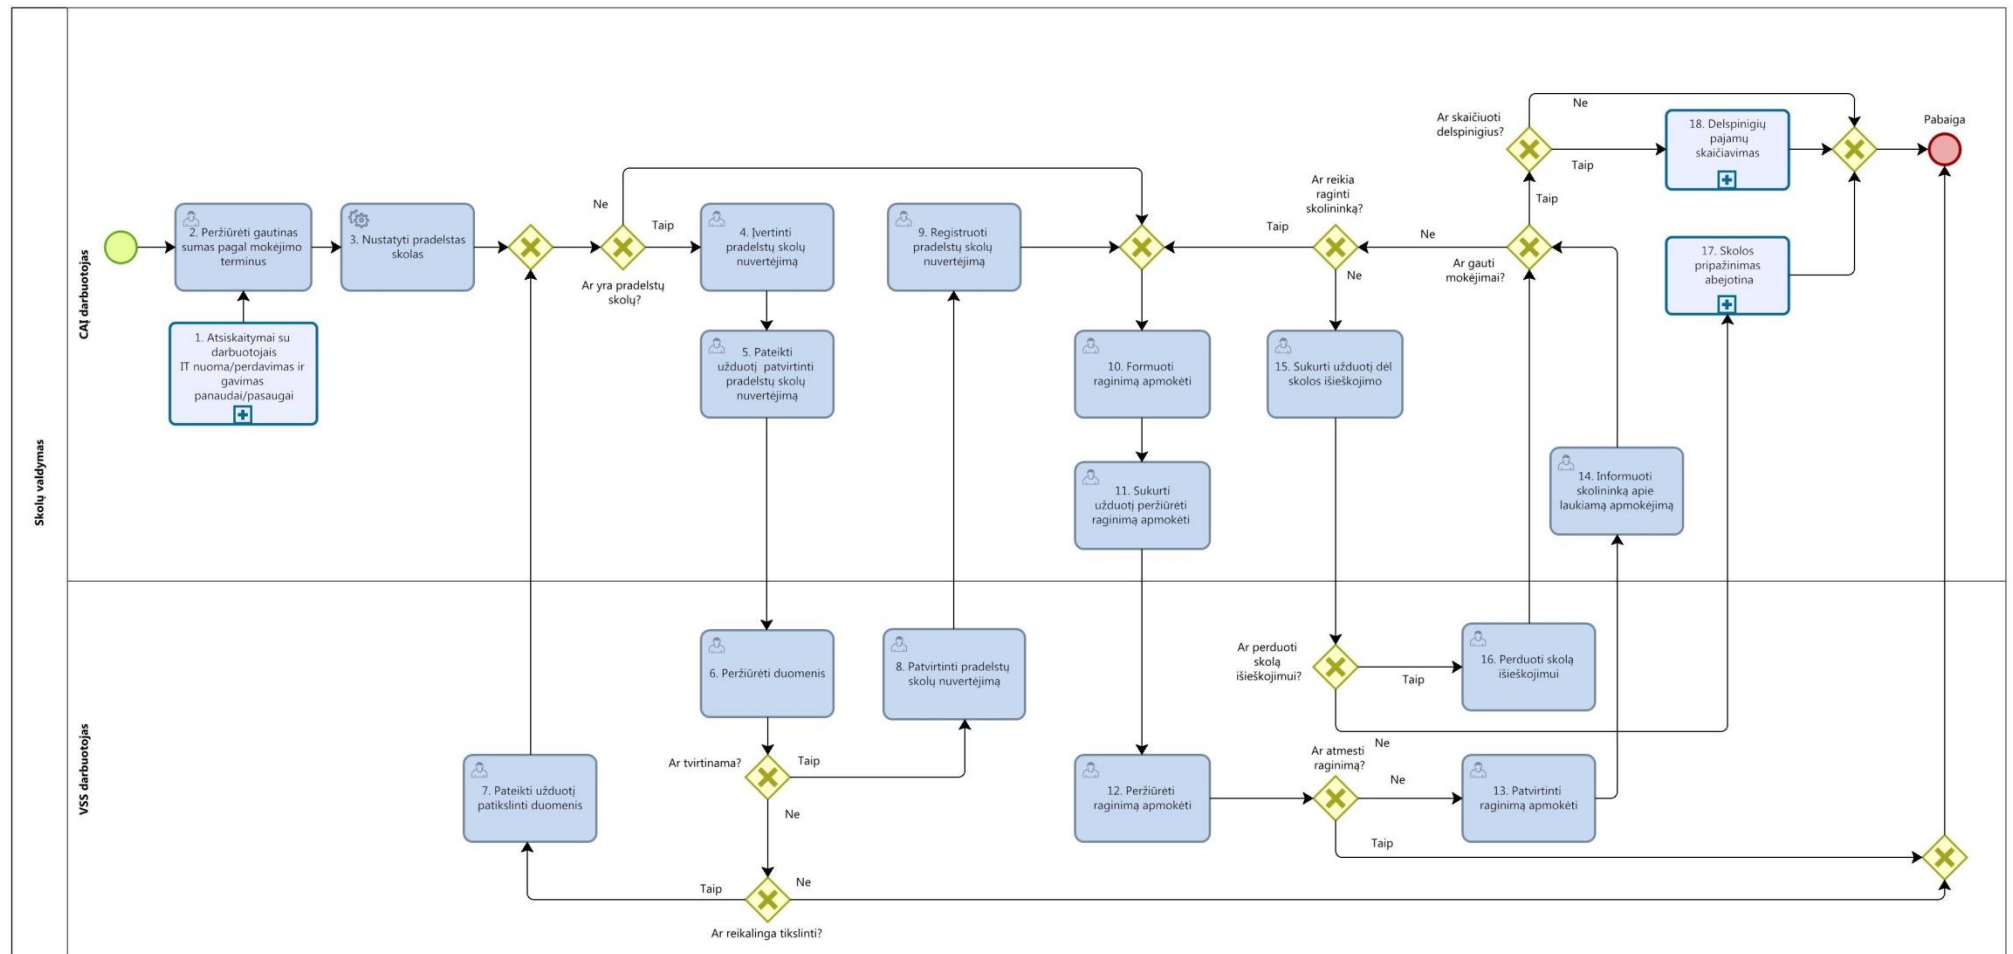 Skolų valdymas
CAĮ darbuotojas
VSS darbuotojas
1. Atsiskaitymai su
darbuotojais
IT nuoma/perdavimas ir
gavimas
panaudai/pasaugai
2. Peržiūrėti gautinas
sumas pagal mokėjimo
terminus
3. Nustatyti pradelstas
skolas
Ar yra pradelstų
skolų?
Ne
Taip
4. Įvertinti
pradelstų skolų
nuvertėjimą
5. Pateikti
užduotį patvirtinti
pradelstų skolų
nuvertėjimą
6. Peržiūrėti duomenis
Ar tvirtinama?
Taip
Ne
Ar reikalinga tikslinti?
Taip
Ne
7. Pateikti užduotį
patikslinti duomenis
8. Patvirtinti pradelstų
skolų nuvertėjimą
9. Registruoti
pradelstų skolų
nuvertėjimą
10. Formuoti
raginimą apmokėti
11. Sukurti
užduotį peržiūrėti
raginimą apmokėti
12. Peržiūrėti
raginimą apmokėti
Ar atmesti
raginimą?
Ne
Taip
13. Patvirtinti
raginimą apmokėti
14. Informuoti
skolininką apie
laukiamą apmokėjimą
Ar gauti
mokėjimai?
Ne
Taip
Ar reikia
raginti
skolininką?
Taip
Ne
15. Sukurti užduotį dėl
skolos išieškojimo
Ar perduoti
skolą
išieškojimui?
Taip
Ne
16. Perduoti skolą
išieškojimui
17. Skolos
pripažinimas
abejotina
Ar skaičiuoti
delspinigius?
Ne
Taip
18. Delspinigių
pajamų
skaičiavimas
Pabaiga